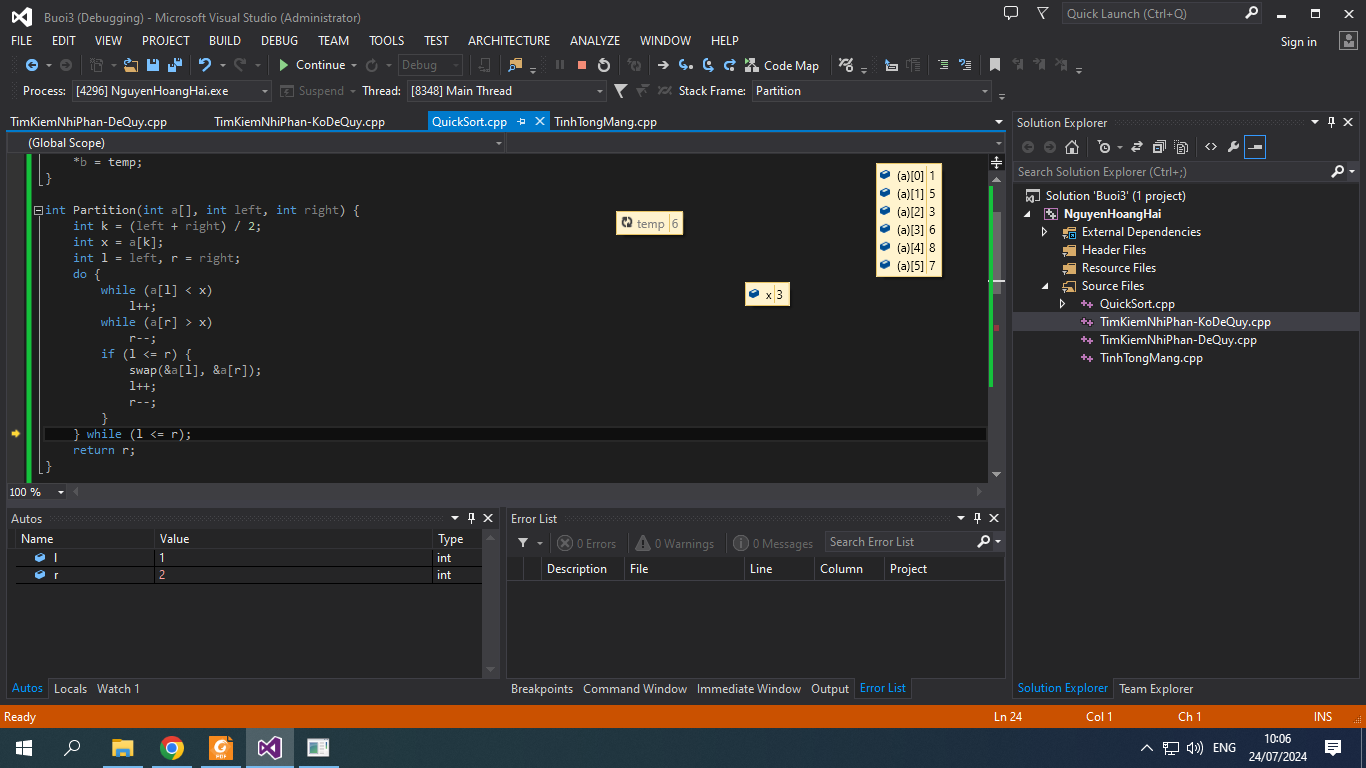 Buoi3 (Debugging) - Microsoft Visual Studio (Administrator)
Quick Launch (Ctrl+Q)
FILE EDIT VIEW PROJECT BUILD DEBUG TEAM TOOLS TEST ARCHITECTURE ANALYZE WINDOW HELP
Sign in
Continue Debug Code Map
Process: [4296] NguyenHoangHai.exe Suspend Thread: [8348] Main Thread Stack Frame: Partition
TimKiemNhiPhan-DeQuy.cpp TimKiemNhiPhan-KoDeQuy.cpp QuickSort.cpp TinhTongMang.cpp
(Global Scope)
*b = temp;
}
int Partition(int a[], int left, int right) {
int k = (left + right) / 2;
int x = a[k];
int l = left, r = right;
do {
while (a[l] < x)
l++;
while (a[r] > x)
r--;
if (l <= r) {
swap(&a[l], &a[r]);
l++;
r--;
}
} while (l <= r);
return r;
}
temp 6
x 3
(a)[0] 1
(a)[1] 5
(a)[2] 3
(a)[3] 6
(a)[4] 8
(a)[5] 7
100 %
Autos
Name Value Type
l 1 int
r 2 int
Autos Locals Watch 1
Error List
0 Errors 0 Warnings 0 Messages Search Error List
Description File Line Column Project
Breakpoints Command Window Immediate Window Output Error List
Solution Explorer
Search Solution Explorer (Ctrl+;)
Solution 'Buoi3' (1 project)
NguyenHoangHai
External Dependencies
Header Files
Resource Files
Source Files
QuickSort.cpp
TimKiemNhiPhan-KoDeQuy.cpp
TimKiemNhiPhan-DeQuy.cpp
TinhTongMang.cpp
Solution Explorer Team Explorer
Ready Ln 24 Col 1 Ch 1 INS
PDF
ENG
10:06
24/07/2024